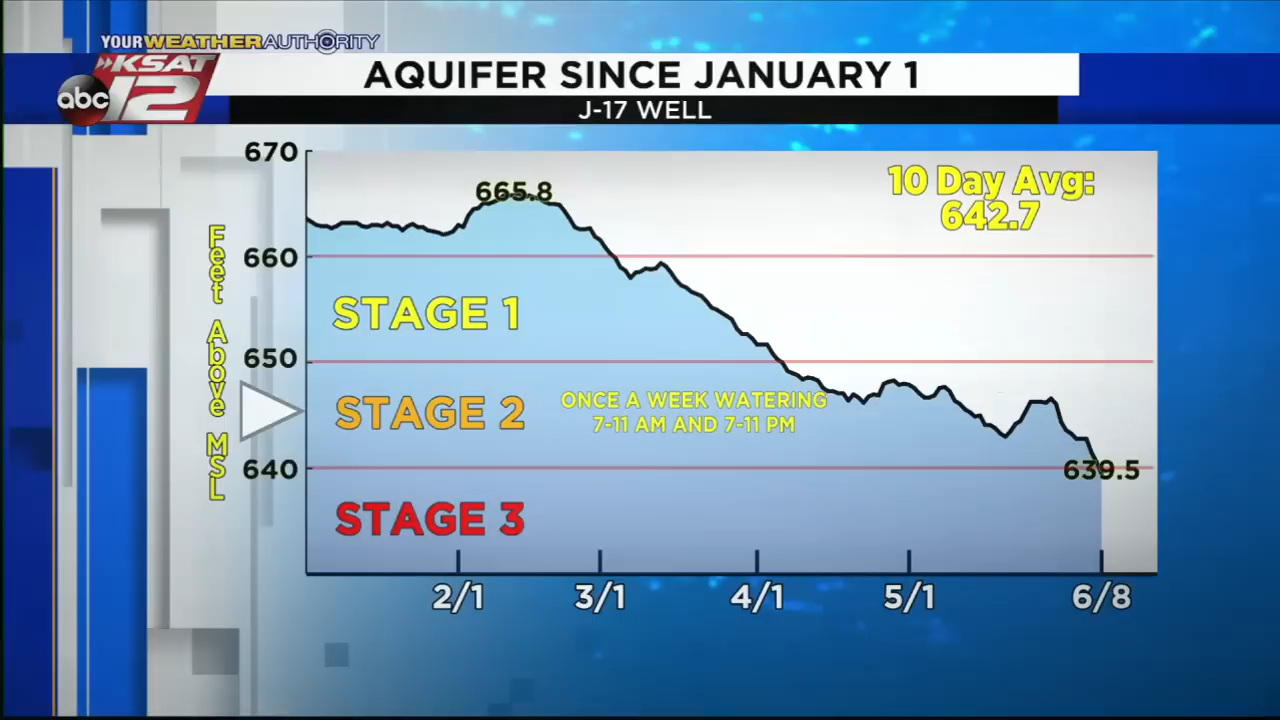 YOURWEATHERAUTHORITY
KSAT
abc 12
AQUIFER SINCE JANUARY 1
J-17 WELL
670
665.8
10 Day Avg:
642.7
Feet Above MSL
660
STAGE 1
650
STAGE 2
ONCE A WEEK WATERING
7-11 AM AND 7-11 PM
640
639.5
STAGE 3
2/1 3/1 4/1 5/1 6/8